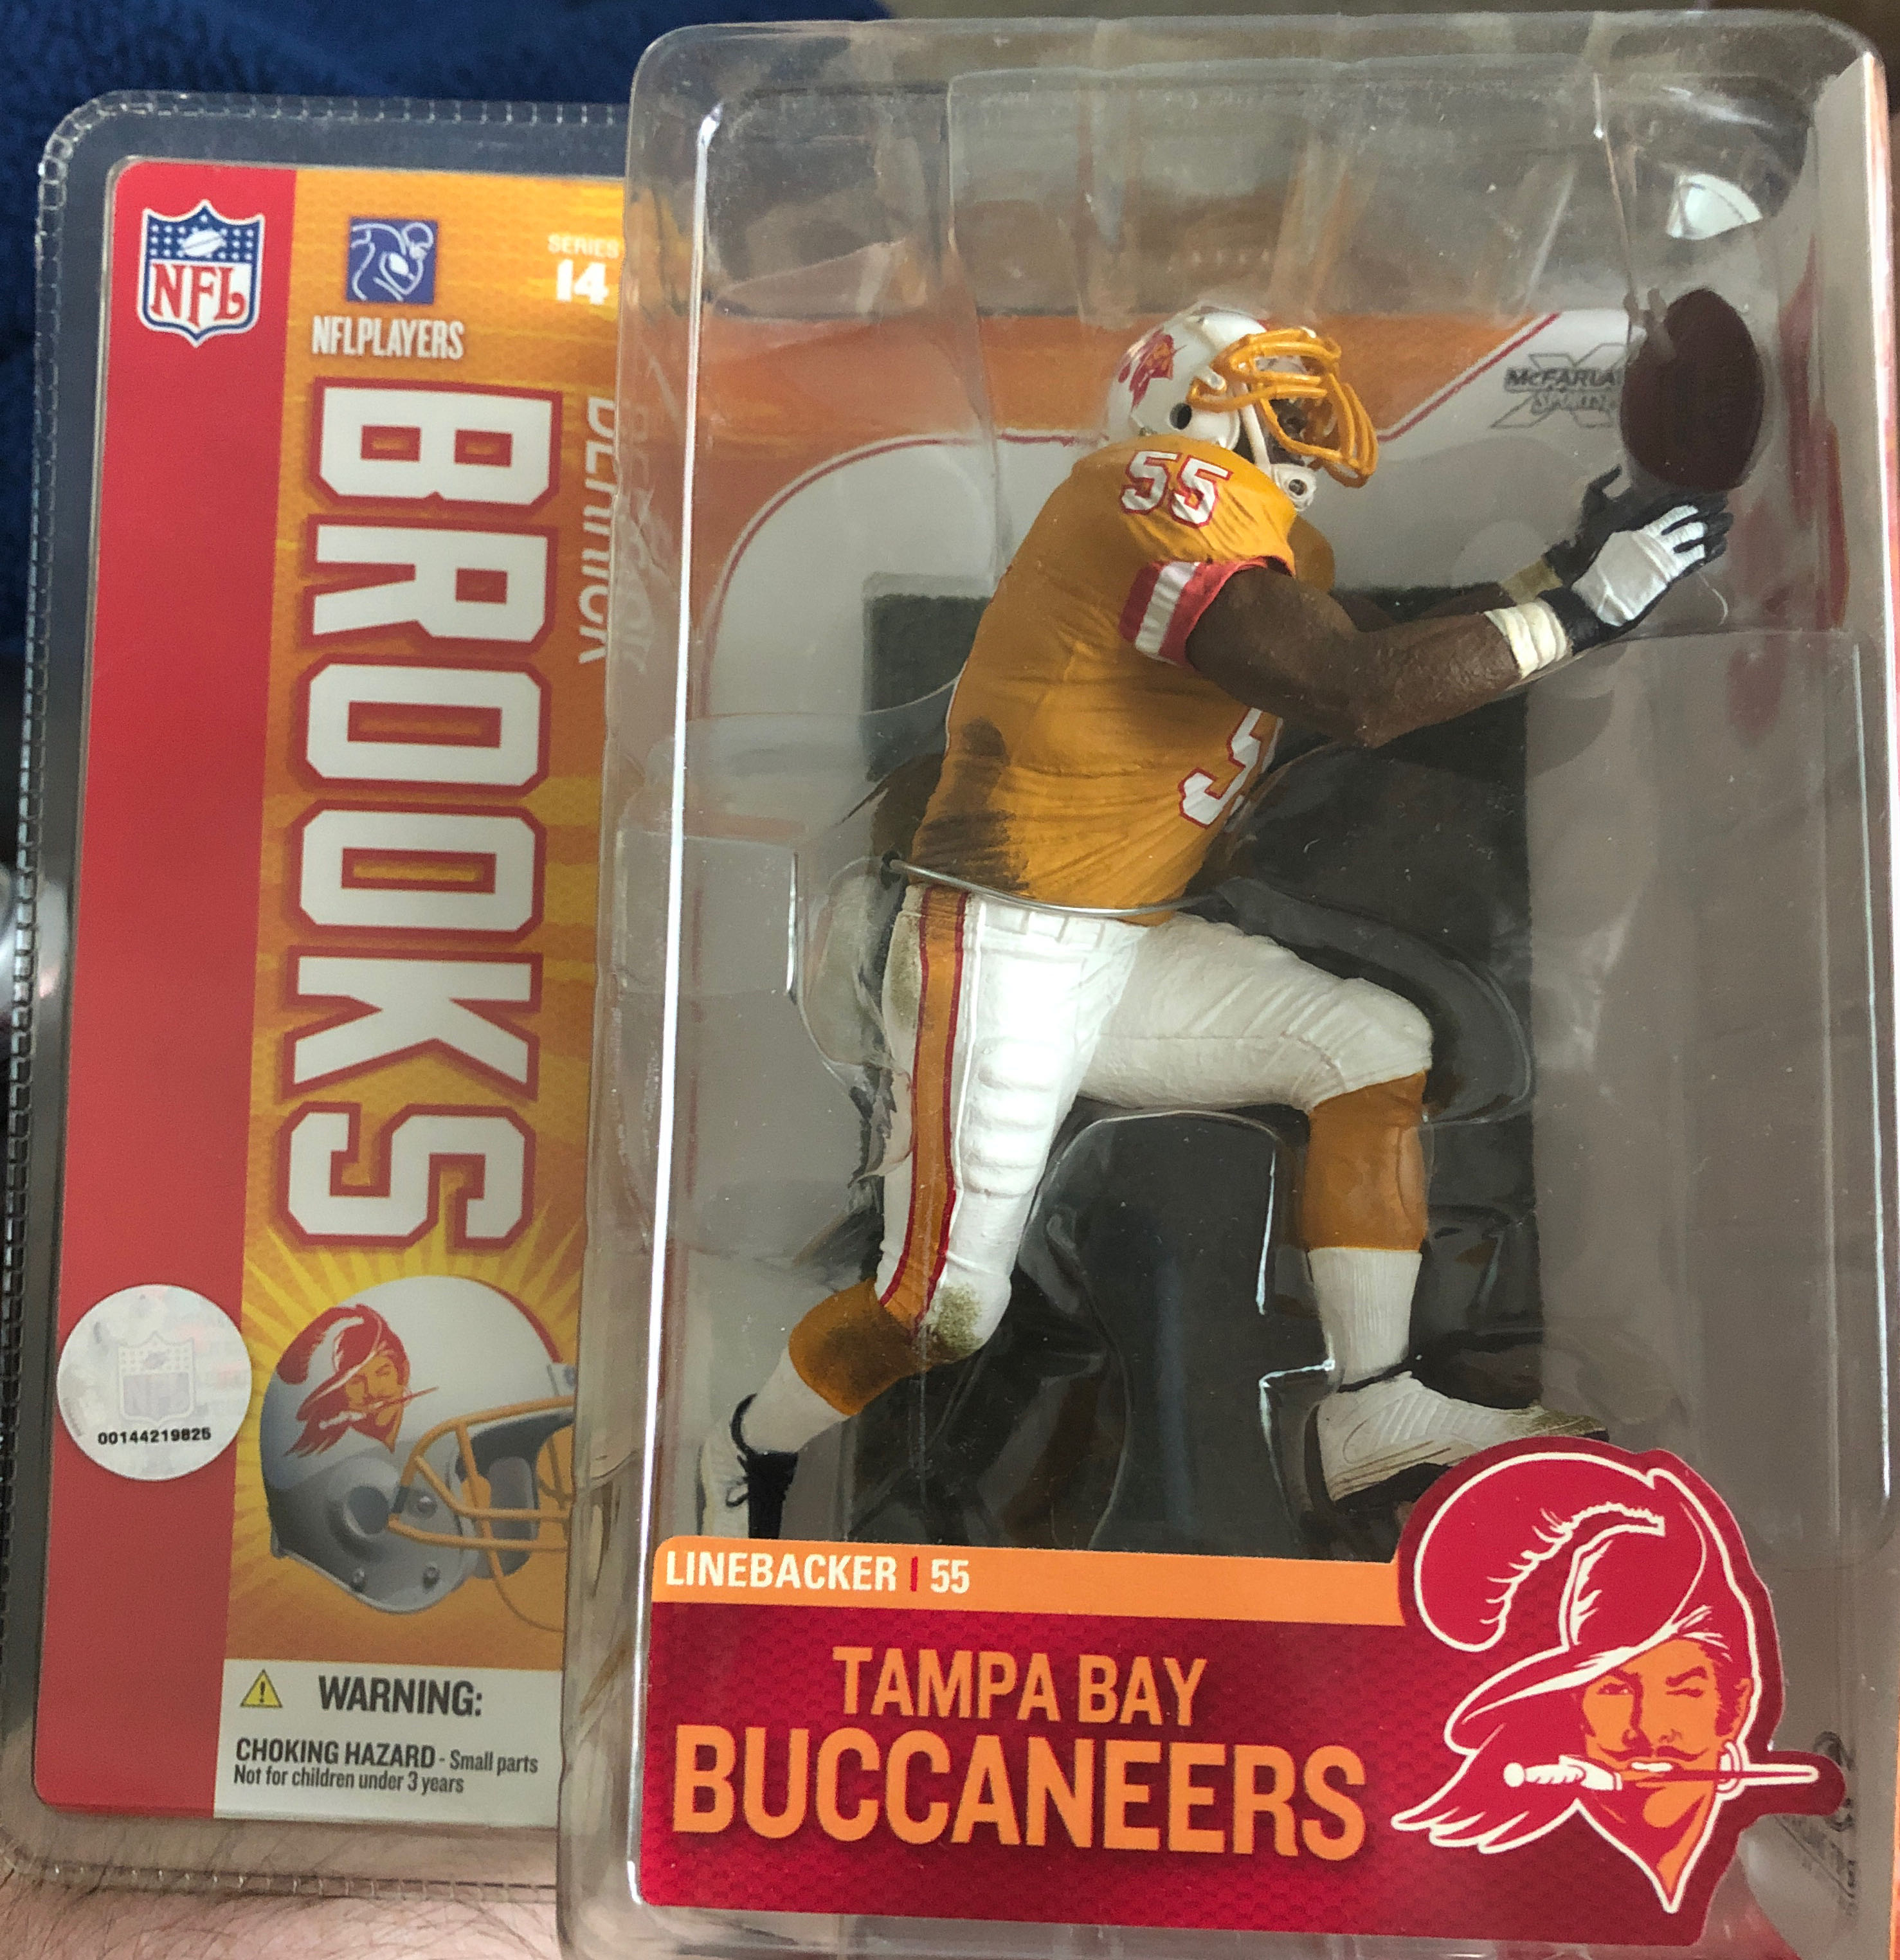 NFL
NFLPLAYERS
SERIES
14
DERRICK
BROOKS
55
00144219825
WARNING:
CHOKING HAZARD - Small parts
Not for children under 3 years
LINEBACKER | 55
TAMPA BAY
BUCCANEERS